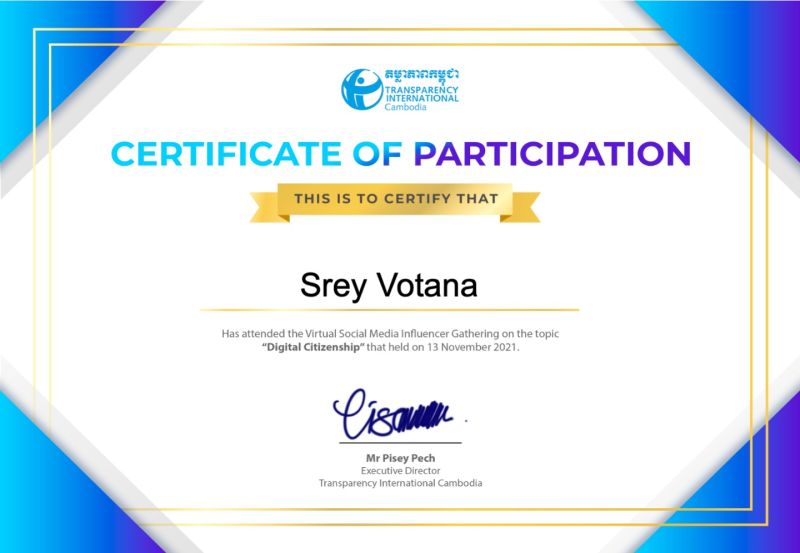 តម្លាភាពកម្ពុជា
TRANSPARENCY
INTERNATIONAL
Cambodia
CERTIFICATE OF PARTICIPATION
THIS IS TO CERTIFY THAT
Srey Votana
Has attended the Virtual Social Media Influencer Gathering on the topic
“Digital Citizenship” that held on 13 November 2021.
Mr Pisey Pech
Executive Director
Transparency International Cambodia